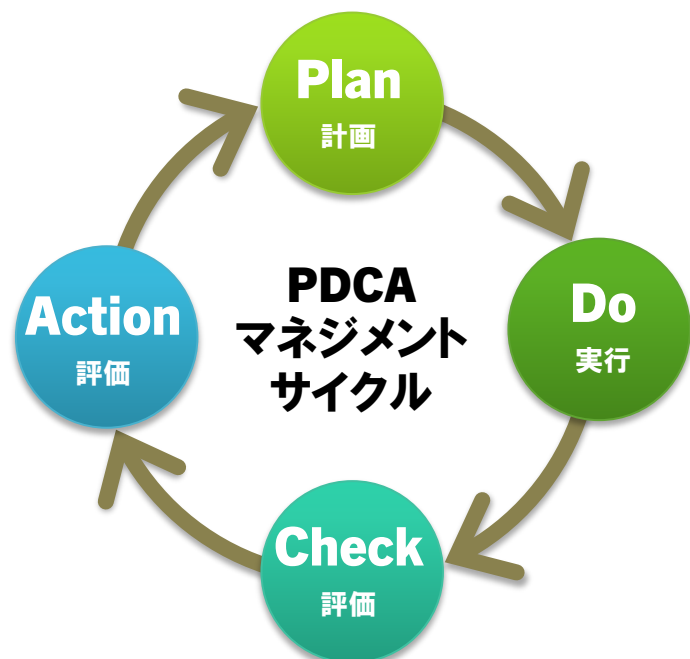 Plan
計画
Do
実行
Check
評価
Action
評価
PDCA
マネジメント
サイクル